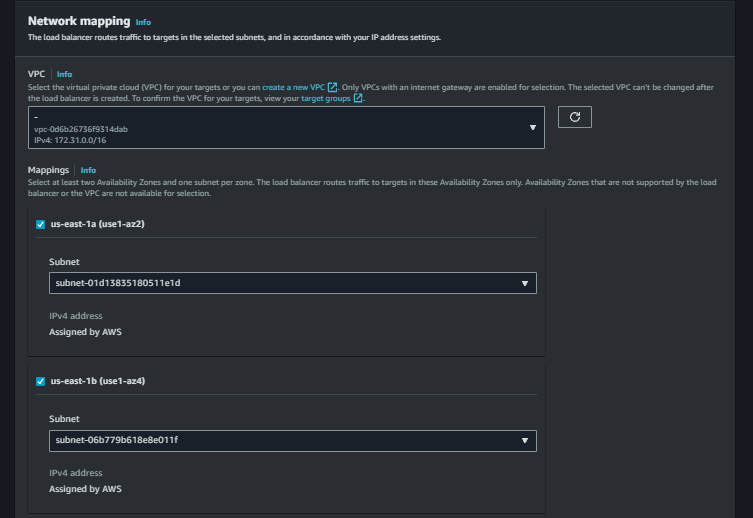 Network mapping Info
The load balancer routes traffic to targets in the selected subnets, and in accordance with your IP address settings.
VPC | Info
Select the virtual private cloud (VPC) for your targets or you can create a new VPC. Only VPCs with an internet gateway are enabled for selection. The selected VPC can't be changed after
the load balancer is created. To confirm the VPC for your targets, view your target groups.
–
vpc-0d6b26736f9314dab
IPv4: 172.31.0.0/16
Mappings | Info
Select at least two Availability Zones and one subnet per zone. The load balancer routes traffic to targets in these Availability Zones only. Availability Zones that are not supported by the load
balancer or the VPC are not available for selection.
us-east-1a (use1-az2)
Subnet
subnet-01d13835180511e1d
IPv4 address
Assigned by AWS
us-east-1b (use1-az4)
Subnet
subnet-06b779b618e8e011f
IPv4 address
Assigned by AWS